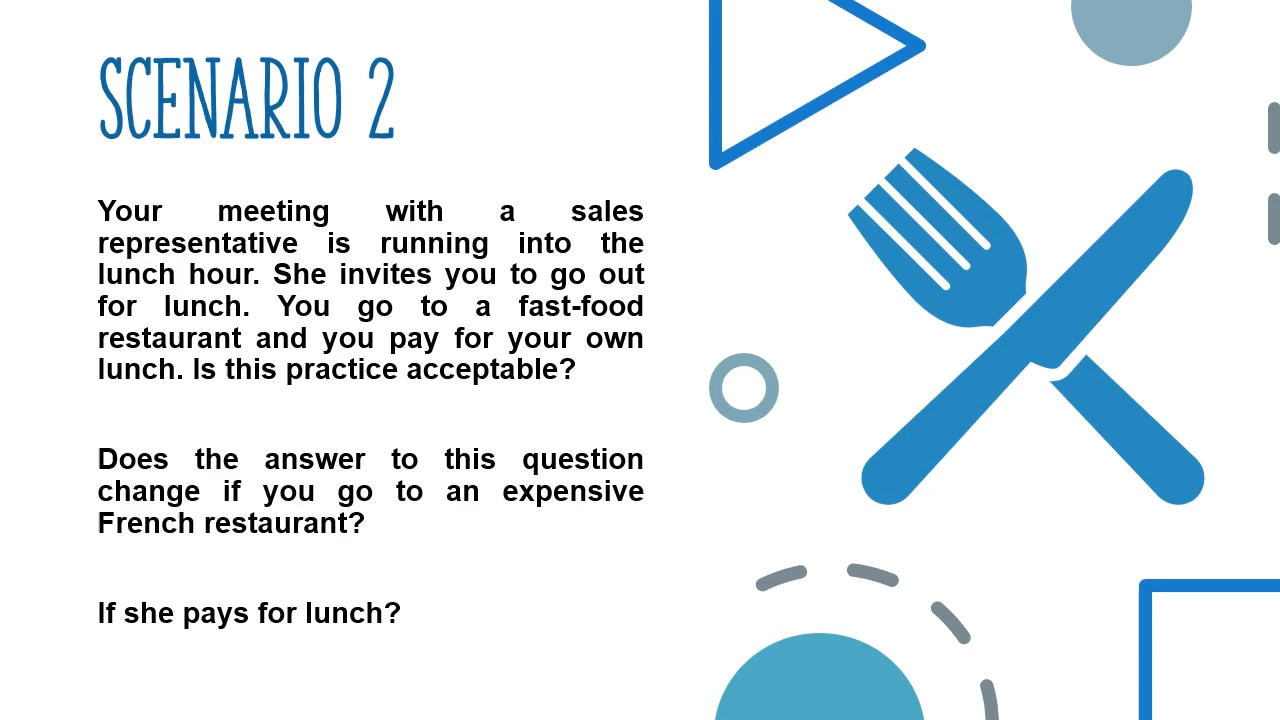 SCENARIO 2
Your meeting with a sales
representative is running into the
lunch hour. She invites you to go out
for lunch. You go to a fast-food
restaurant and you pay for your own
lunch. Is this practice acceptable?
Does the answer to this question
change if you go to an expensive
French restaurant?
If she pays for lunch?